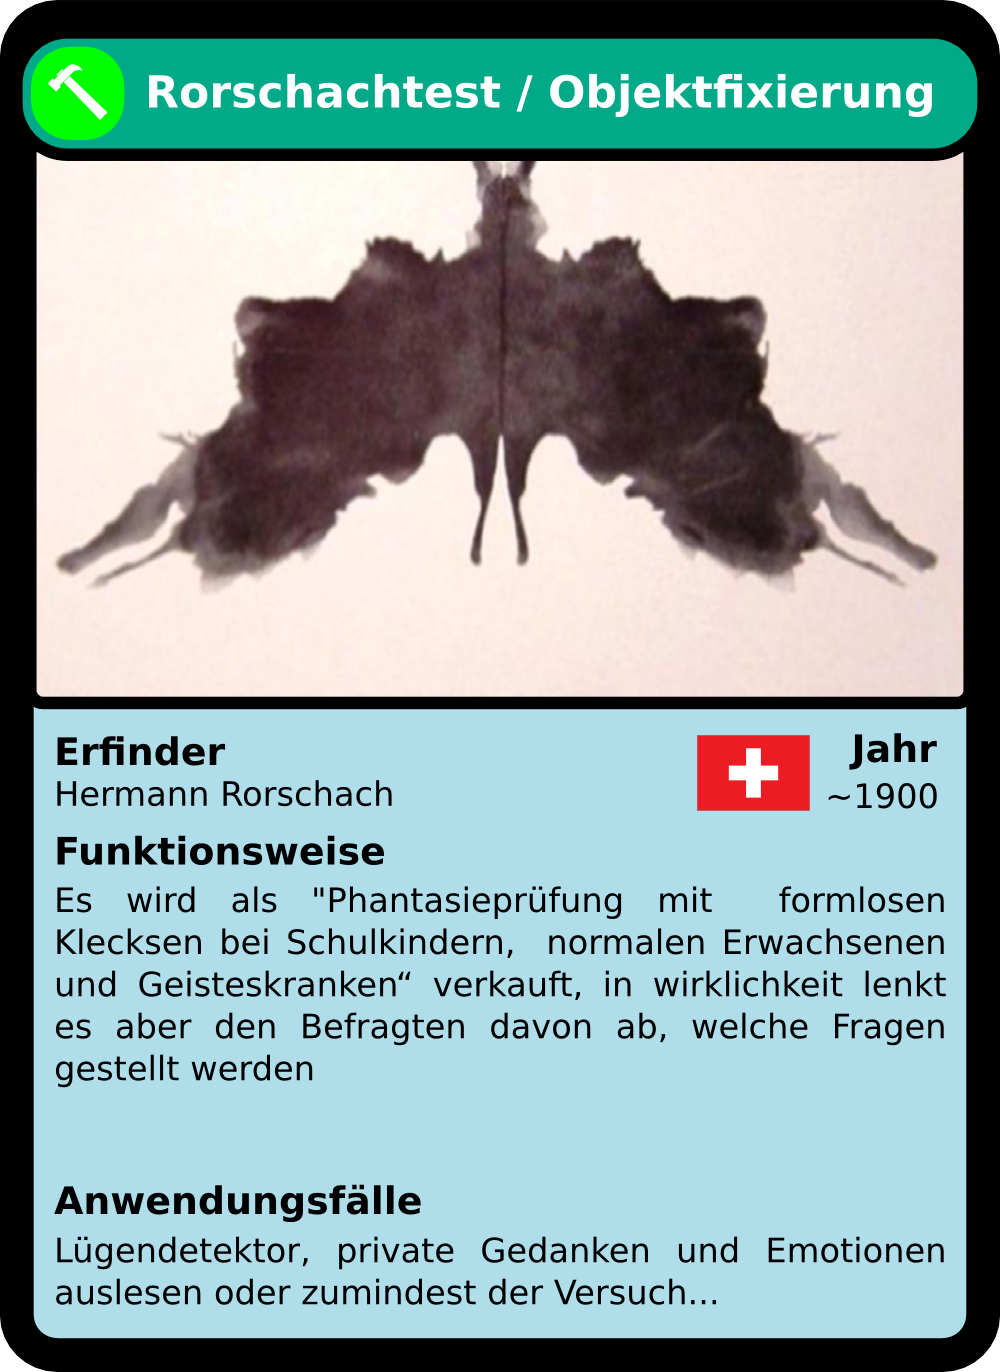 Rorschachtest / Objektfixierung
Erfinder
Hermann Rorschach
Jahr
~1900
Funktionsweise
Es wird als "Phantasieprüfung mit formlosen
Klecksen bei Schulkindern, normalen Erwachsenen
und Geisteskranken“ verkauft, in wirklichkeit lenkt
es aber den Befragten davon ab, welche Fragen
gestellt werden
Anwendungsfälle
Lügendetektor, private Gedanken und Emotionen
auslesen oder zumindest der Versuch...